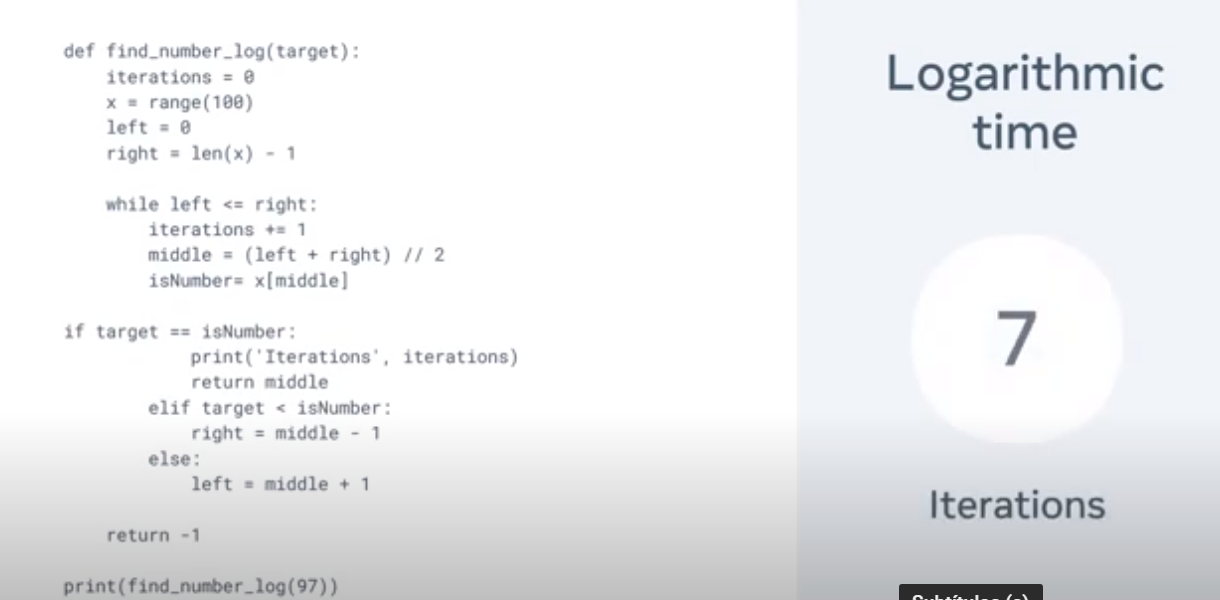 def find_number_log(target):
    iterations = 0
    x = range(100)
    left = 0
    right = len(x) - 1

    while left <= right:
        iterations += 1
        middle = (left + right) // 2
        isNumber= x[middle]

if target == isNumber:
            print('Iterations', iterations)
            return middle
        elif target < isNumber:
            right = middle - 1
        else:
            left = middle + 1

    return -1

print(find_number_log(97))
Logarithmic
time
7
Iterations
Subtítulos (c)